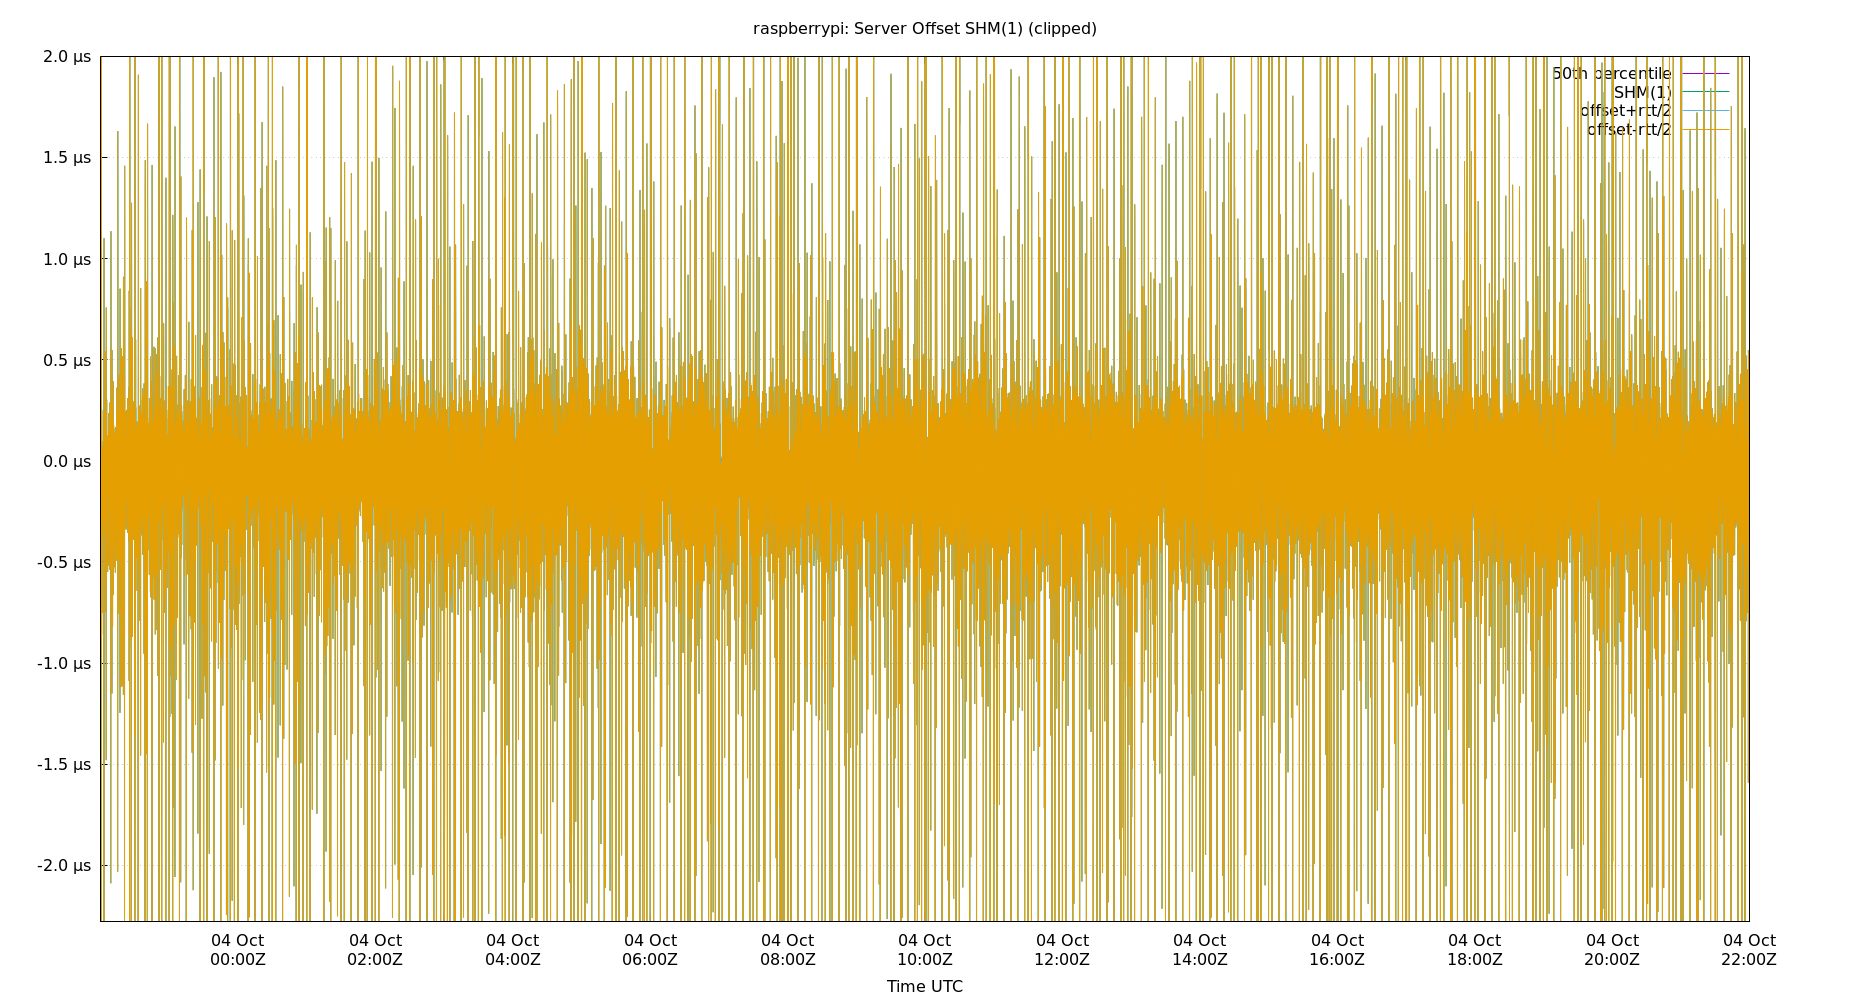 raspberrypi: Server Offset SHM(1) (clipped)
2.0 µs
1.5 µs
1.0 µs
0.5 µs
0.0 µs
-0.5 µs
-1.0 µs
-1.5 µs
-2.0 µs
50th percentile
SHM(1)
offset+rtt/2
offset-rtt/2
04 Oct 04 Oct 04 Oct 04 Oct 04 Oct 04 Oct 04 Oct 04 Oct 04 Oct 04 Oct 04 Oct 04 Oct
00:00Z 02:00Z 04:00Z 06:00Z 08:00Z 10:00Z 12:00Z 14:00Z 16:00Z 18:00Z 20:00Z 22:00Z
Time UTC